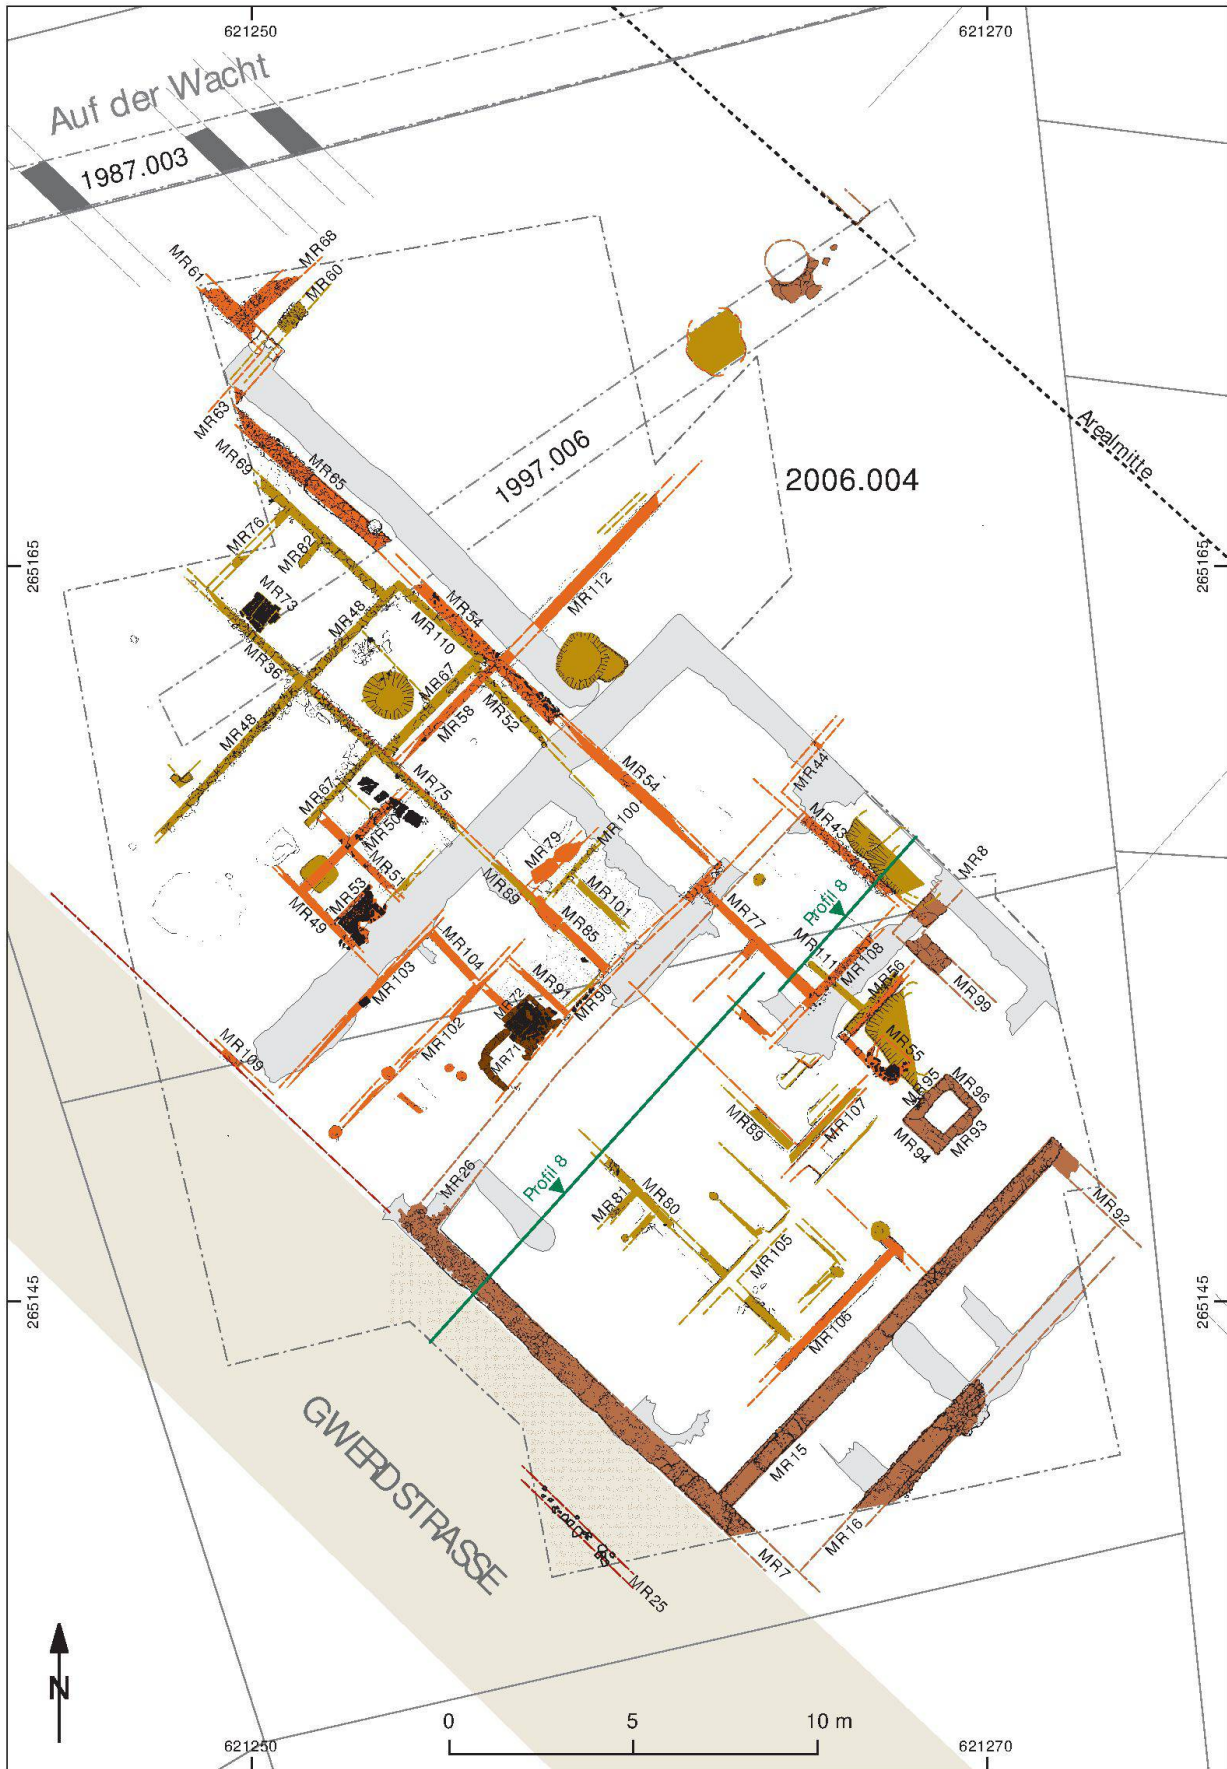 621250
621270
Auf der Wacht
1987.003
MR61
MR68
MR60
MR63
MR69
MR65
1997.006
2006.004
Arealmitte
MR76
MR82
MR73
MR48
MR54
MR110
MR112
265165
265165
MR36
MR67
MR58
MR52
MR48
MR75
MR54
MR44
MR67
MR50
MR100
MR79
MR43
MR51
MR8
MR53
MR89
MR101
MR77
Profil 8
MR49
MR85
MR111
MR108
MR104
MR56
MR99
MR103
MR91
MR90
MR72
MR102
MR71
MR55
MR109
MR95
MR96
MR107
MR89
MR93
MR94
MR26
Profil 8
MR81
MR80
MR92
MR105
265145
265145
MR106
GWERDSTRASSE
MR15
MR16
MR7
MR25
N
0
5
10 m
621250
621270